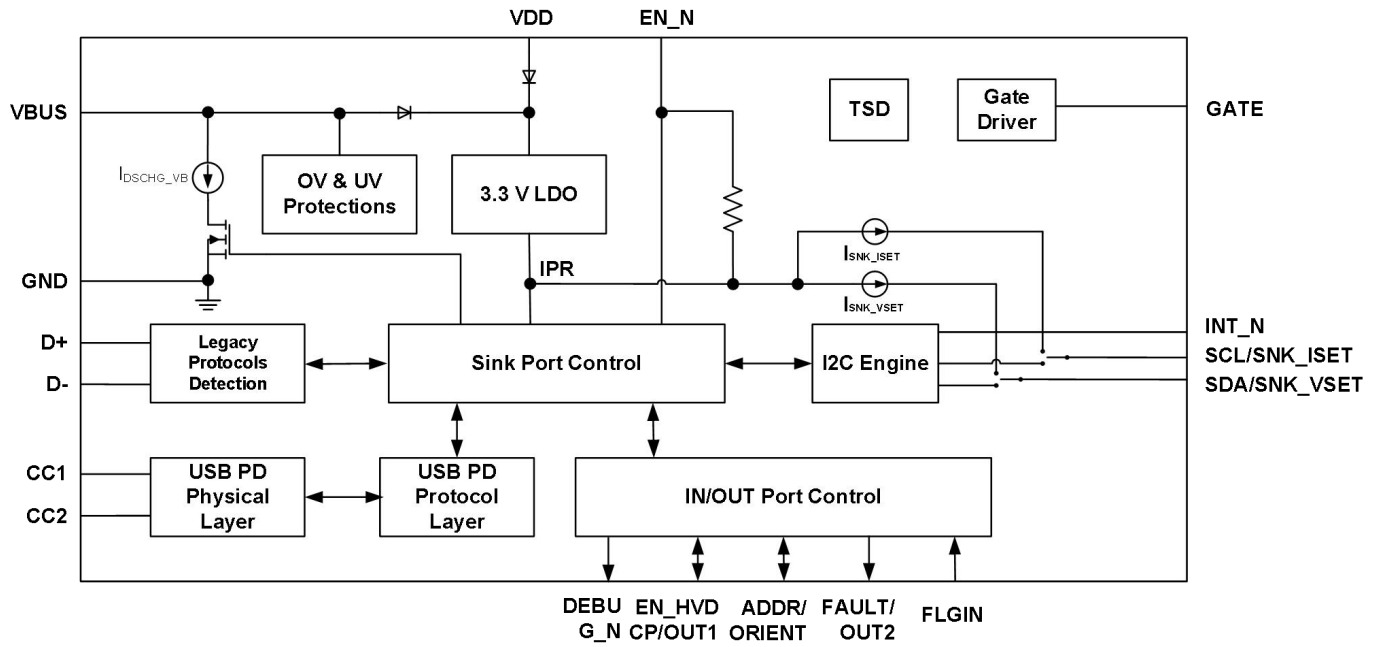 VDD
EN_N
VBUS
TSD
Gate
Driver
GATE
IDSCHG_VB
OV & UV
Protections
3.3 V LDO
ISNK_ISET
GND
IPR
ISNK_VSET
INT_N
D+
Legacy
Protocols
Detection
Sink Port Control
I2C Engine
SCL/SNK_ISET
D-
SDA/SNK_VSET
CC1
USB PD
Physical
Layer
USB PD
Protocol
Layer
IN/OUT Port Control
CC2
DEBU
G_N
EN_HVD
CP/OUT1
ADDR/
ORIENT
FAULT/
OUT2
FLGIN